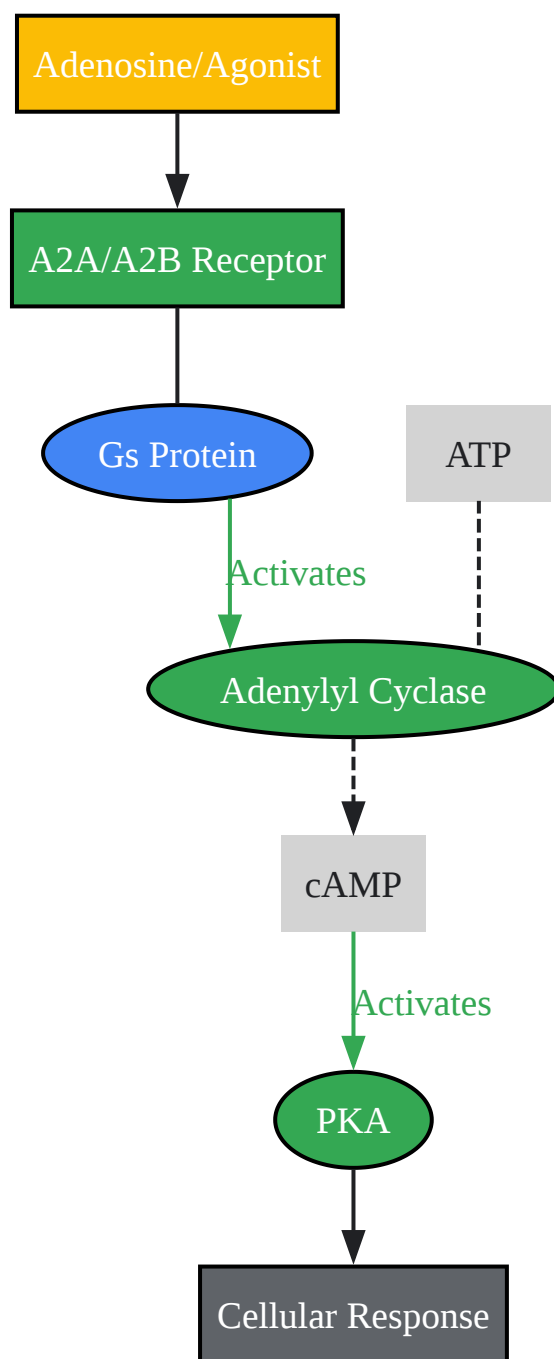 Adenosine/Agonist
A2A/A2B Receptor
Gs Protein
ATP
Activates
Adenylyl Cyclase
cAMP
Activates
PKA
Cellular Response